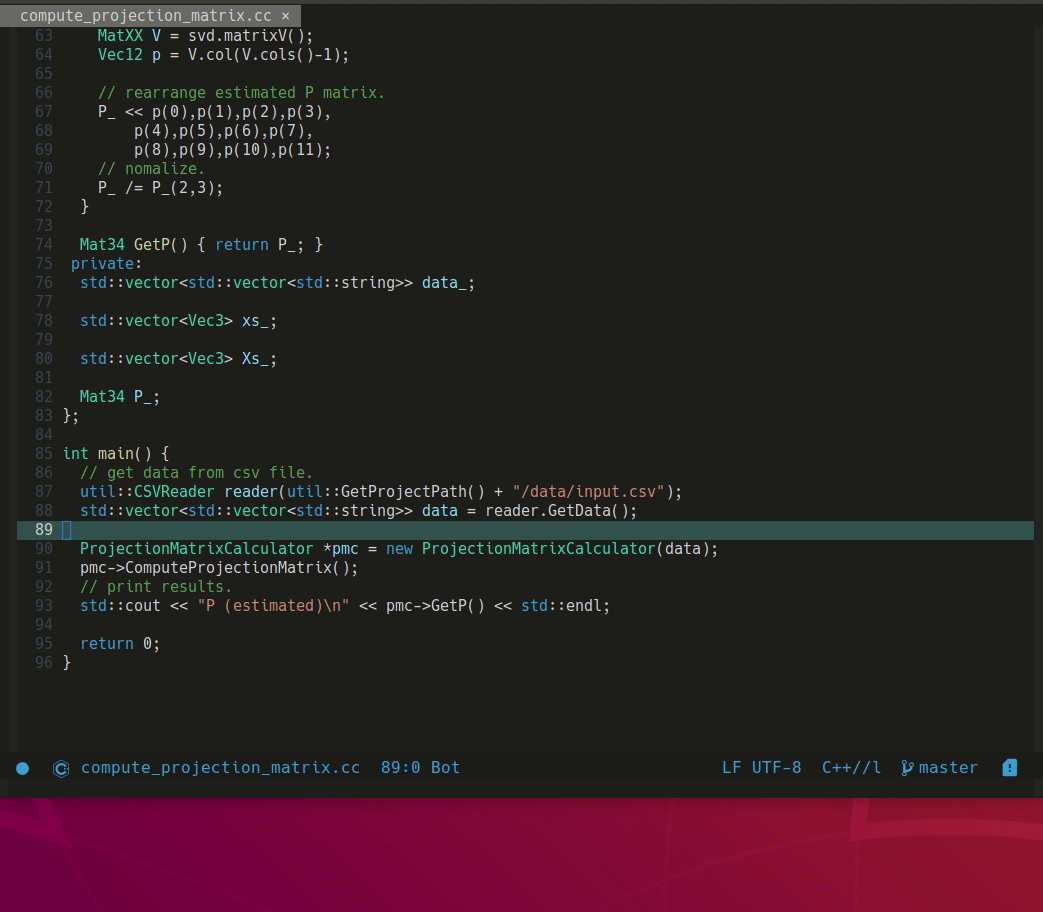 compute_projection_matrix.cc ×
63 MatXX V = svd.matrixV();
64 Vec12 p = V.col(V.cols()-1);
65
66 // rearrange estimated P matrix.
67 P_ << p(0),p(1),p(2),p(3),
68 p(4),p(5),p(6),p(7),
69 p(8),p(9),p(10),p(11);
70 // nomalize.
71 P_ /= P_(2,3);
72 }
73
74 Mat34 GetP() { return P_; }
75 private:
76 std::vector<std::vector<std::string>> data_;
77
78 std::vector<Vec3> xs_;
79
80 std::vector<Vec3> Xs_;
81
82 Mat34 P_;
83 };
84
85 int main() {
86 // get data from csv file.
87 util::CSVReader reader(util::GetProjectPath() + "/data/input.csv");
88 std::vector<std::vector<std::string>> data = reader.GetData();
89
90 ProjectionMatrixCalculator *pmc = new ProjectionMatrixCalculator(data);
91 pmc->ComputeProjectionMatrix();
92 // print results.
93 std::cout << "P (estimated)\n" << pmc->GetP() << std::endl;
94
95 return 0;
96 }
compute_projection_matrix.cc 89:0 Bot LF UTF-8 C++//l master